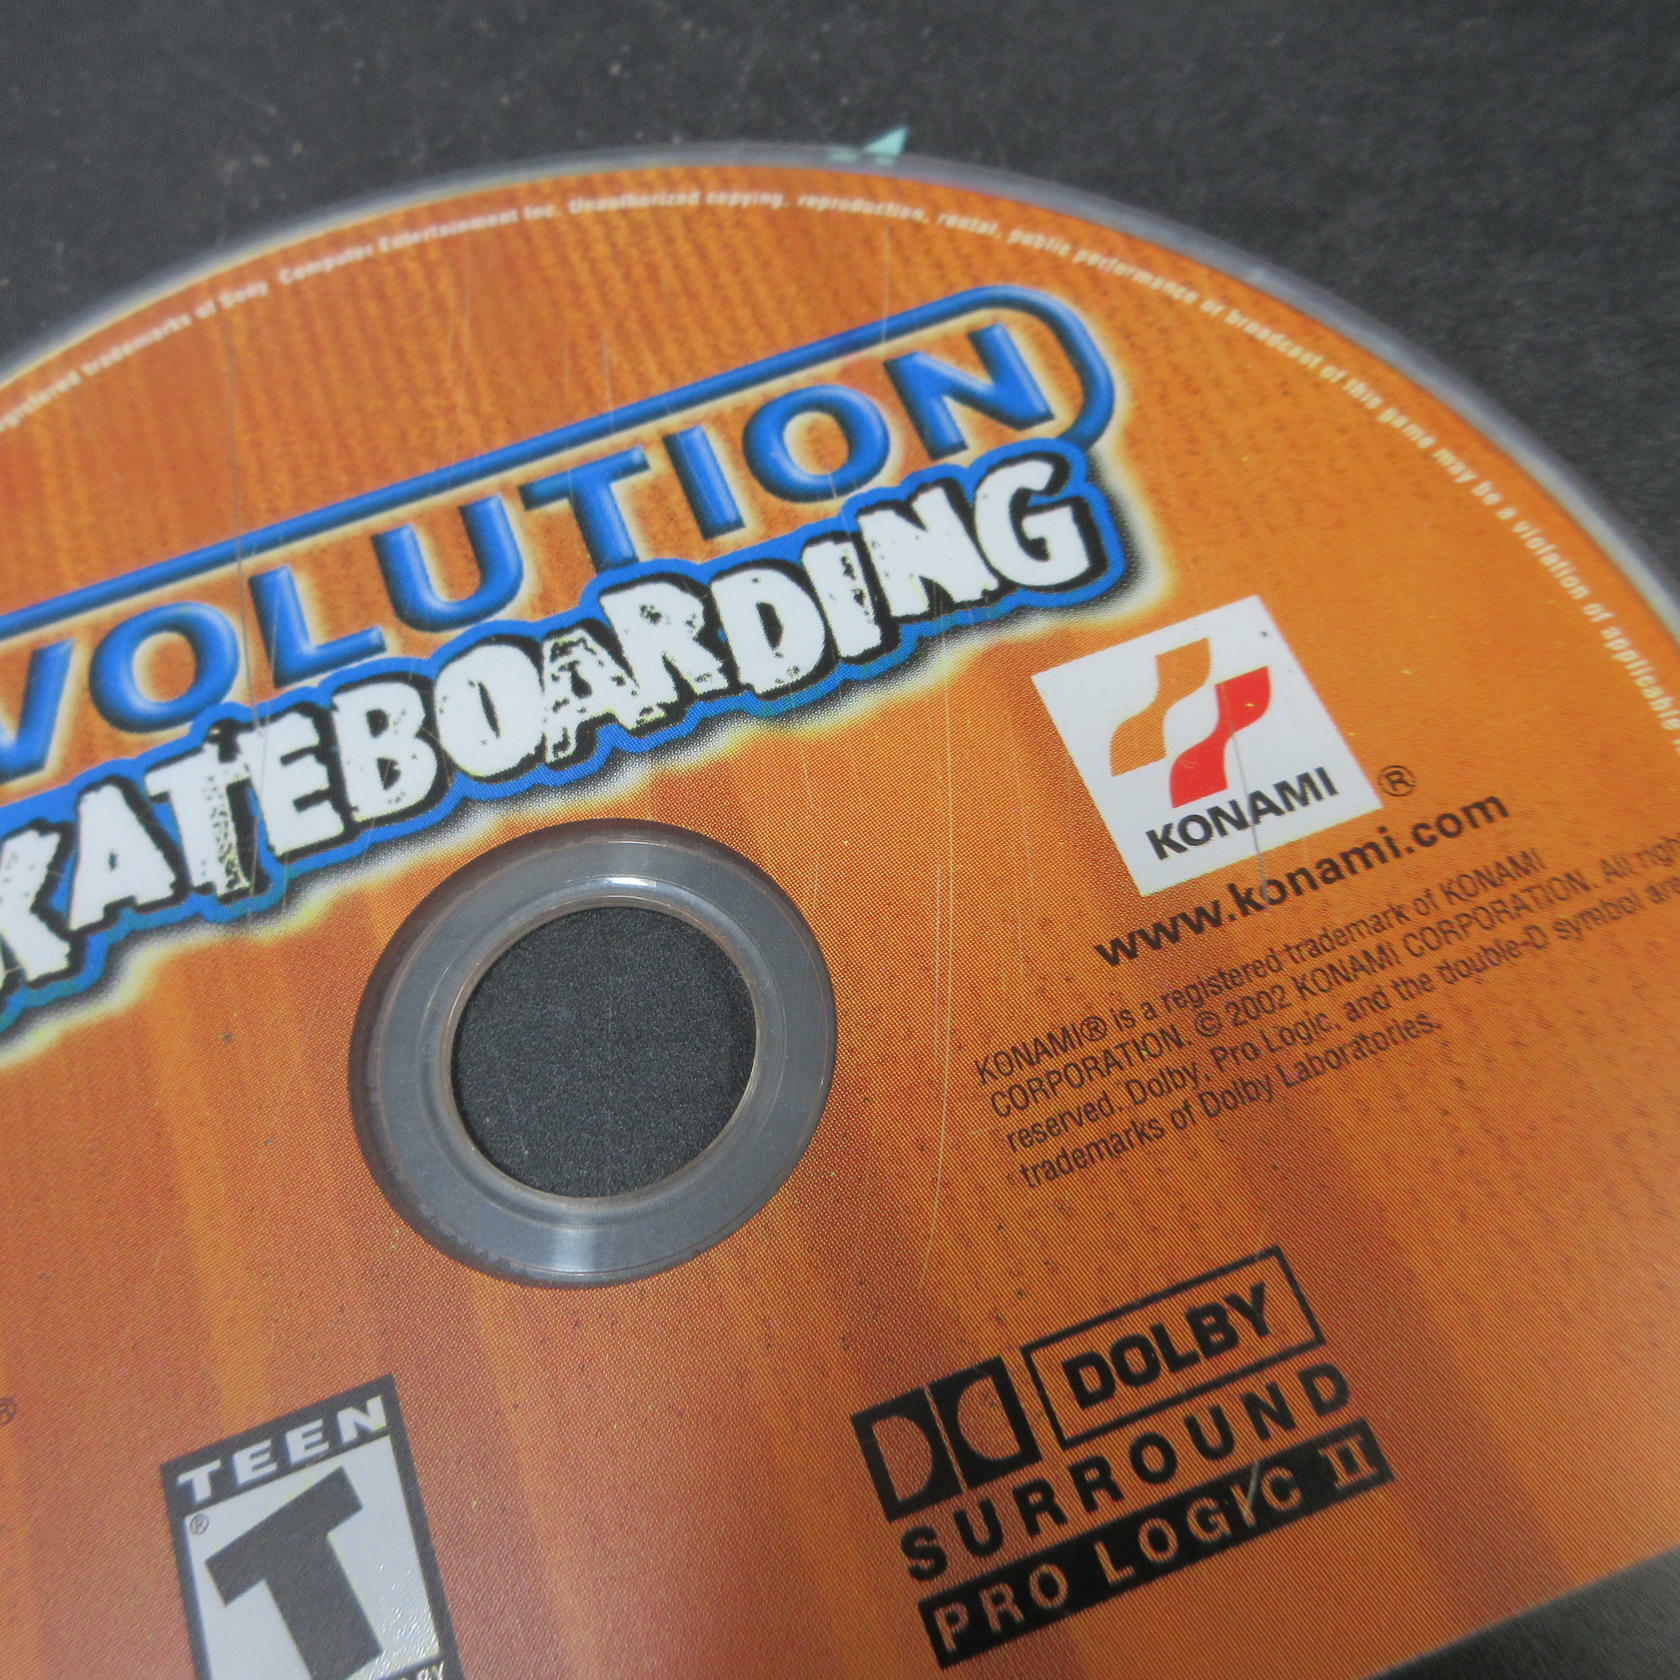 registered Trademarks of Sony Computer Entertainment Inc. Unauthorized copying, reproduction, rental, public performance or broadcast of this game may be a violation of applicable
VOLUTION
KATEBOARDING
KONAMI ®
www.konami.com
KONAMI® is a registered trademark of KONAMI
CORPORATION. © 2002 KONAMI CORPORATION. All righ
reserved. Dolby, Pro Logic, and the double-D symbol a
trademarks of Dolby Laboratories.
®
TEEN
T
®
DOLBY
SURROUND
PRO LOGIC II